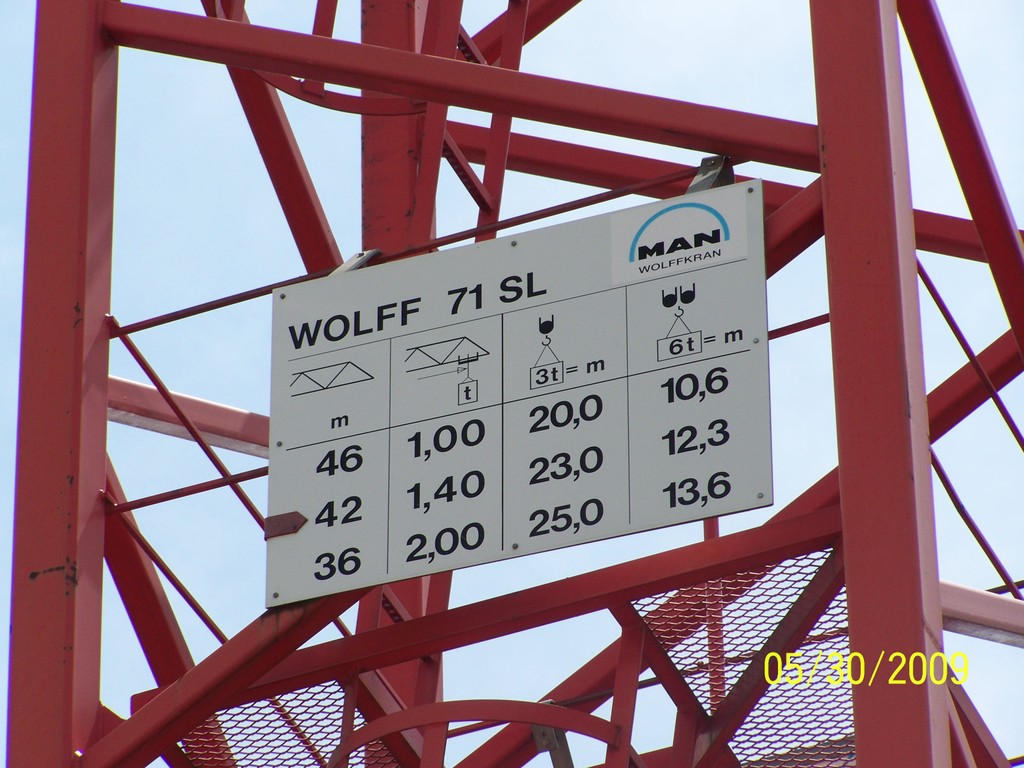 MAN
WOLFFKRAN
WOLFF 71 SL
m t 3t = m 6t = m
46 1,00 20,0 10,6
42 1,40 23,0 12,3
36 2,00 25,0 13,6
05/30/2009